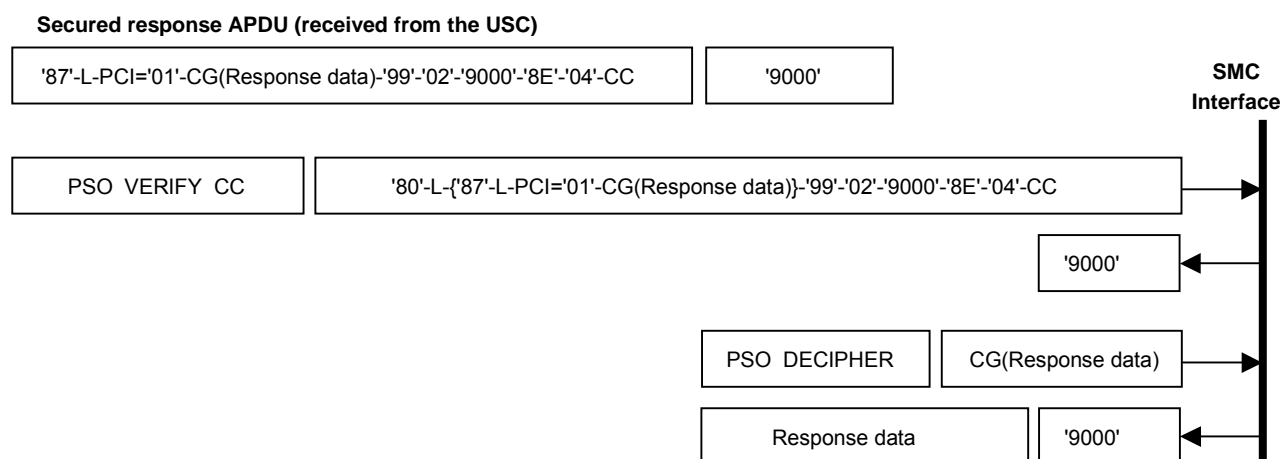 Secured response APDU (received from the USC)
'87'-L-PCI='01'-CG(Response data)-'99'-'02'-'9000'-'8E'-'04'-CC
'9000'
SMC
Interface
PSO VERIFY CC
'80'-L-{'87'-L-PCI='01'-CG(Response data)}-'99'-'02'-'9000'-'8E'-'04'-CC
'9000'
PSO DECIPHER
CG(Response data)
Response data
'9000'